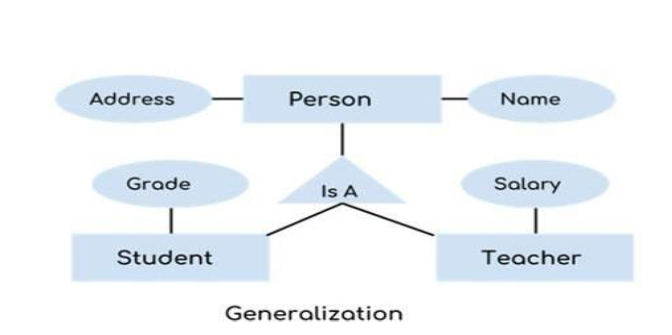 Address
Person
Name
Grade
Is A
Salary
Student
Teacher
Generalization